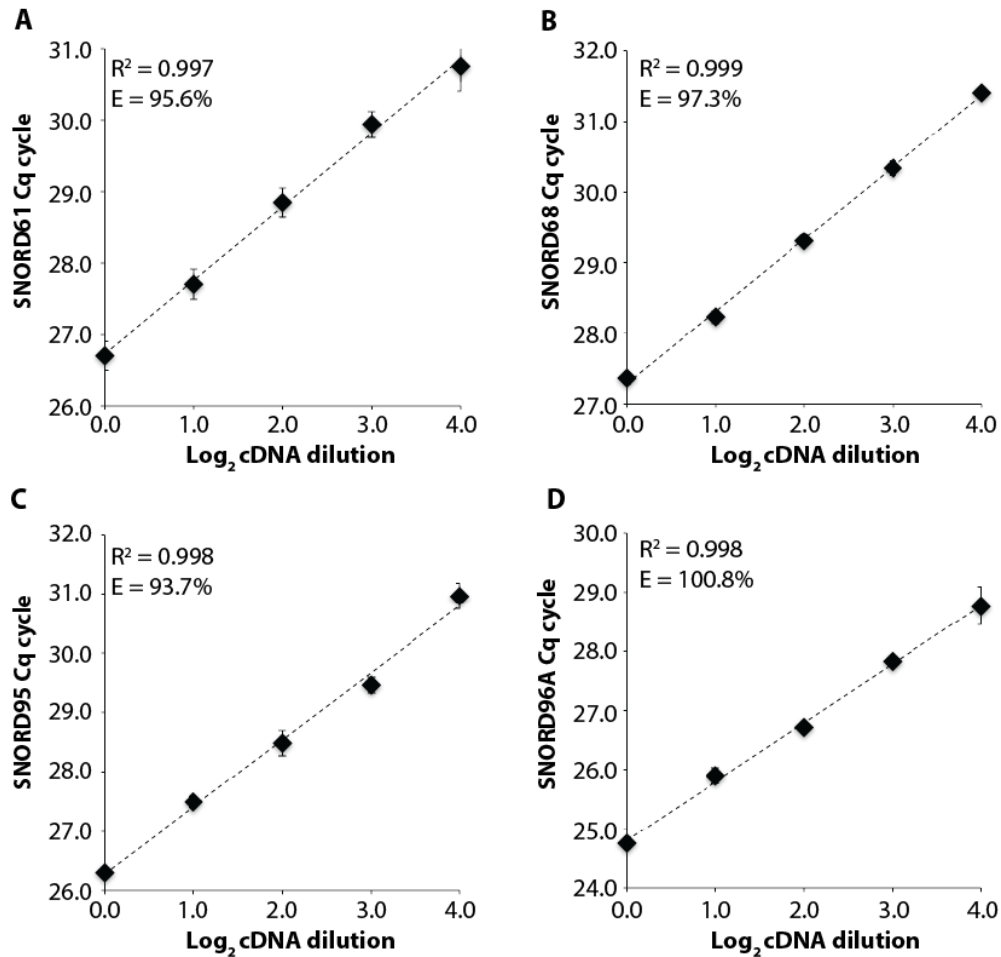 A
SNORD61 Cq cycle
R² = 0.997
E = 95.6%
31.0
30.0
29.0
28.0
27.0
26.0
0.0 1.0 2.0 3.0 4.0
Log₂ cDNA dilution
B
SNORD68 Cq cycle
R² = 0.999
E = 97.3%
32.0
31.0
30.0
29.0
28.0
27.0
0.0 1.0 2.0 3.0 4.0
Log₂ cDNA dilution
C
SNORD95 Cq cycle
R² = 0.998
E = 93.7%
32.0
31.0
30.0
29.0
28.0
27.0
26.0
0.0 1.0 2.0 3.0 4.0
Log₂ cDNA dilution
D
SNORD96A Cq cycle
R² = 0.998
E = 100.8%
30.0
29.0
28.0
27.0
26.0
25.0
24.0
0.0 1.0 2.0 3.0 4.0
Log₂ cDNA dilution